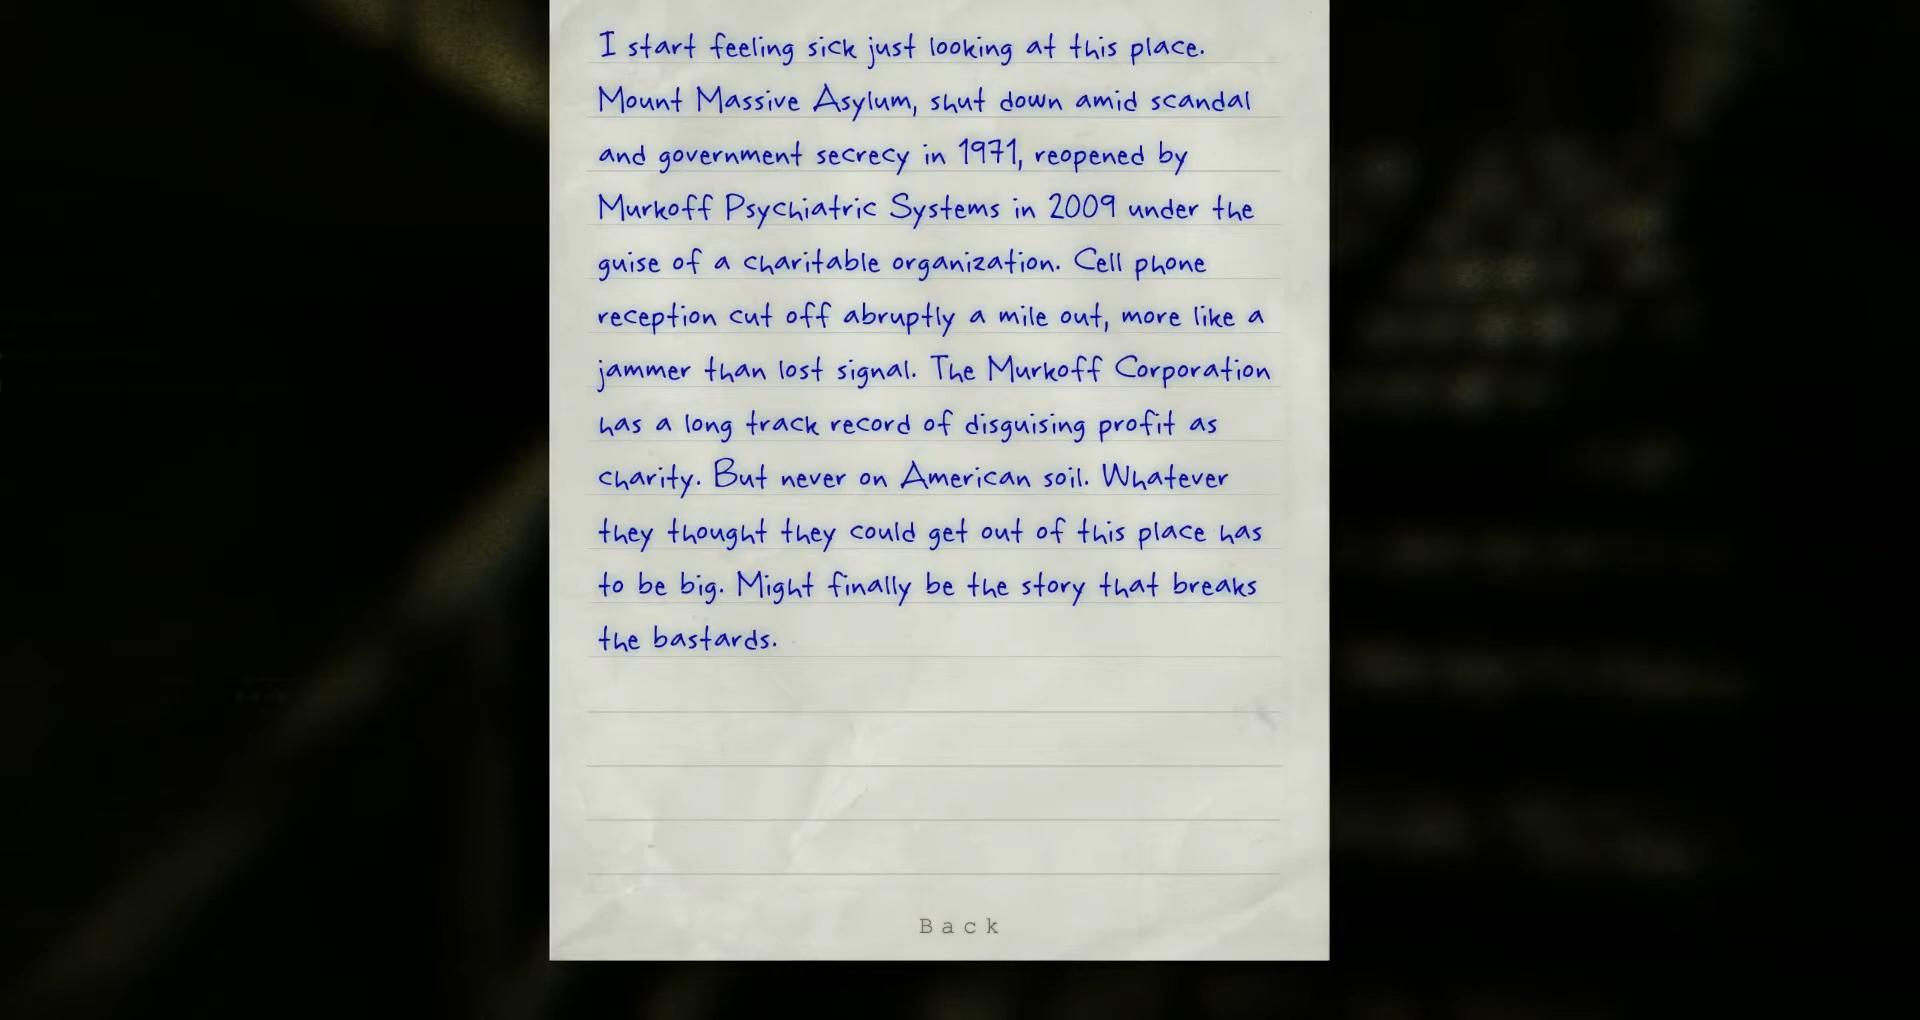 I start feeling sick just looking at this place.
Mount Massive Asylum, shut down amid scandal
and government secrecy in 1971, reopened by
Murkoff Psychiatric Systems in 2009 under the
guise of a charitable organization. Cell phone
reception cut off abruptly a mile out, more like a
jammer than lost signal. The Murkoff Corporation
has a long track record of disguising profit as
charity. But never on American soil. Whatever
they thought they could get out of this place has
to be big. Might finally be the story that breaks
the bastards.
Back